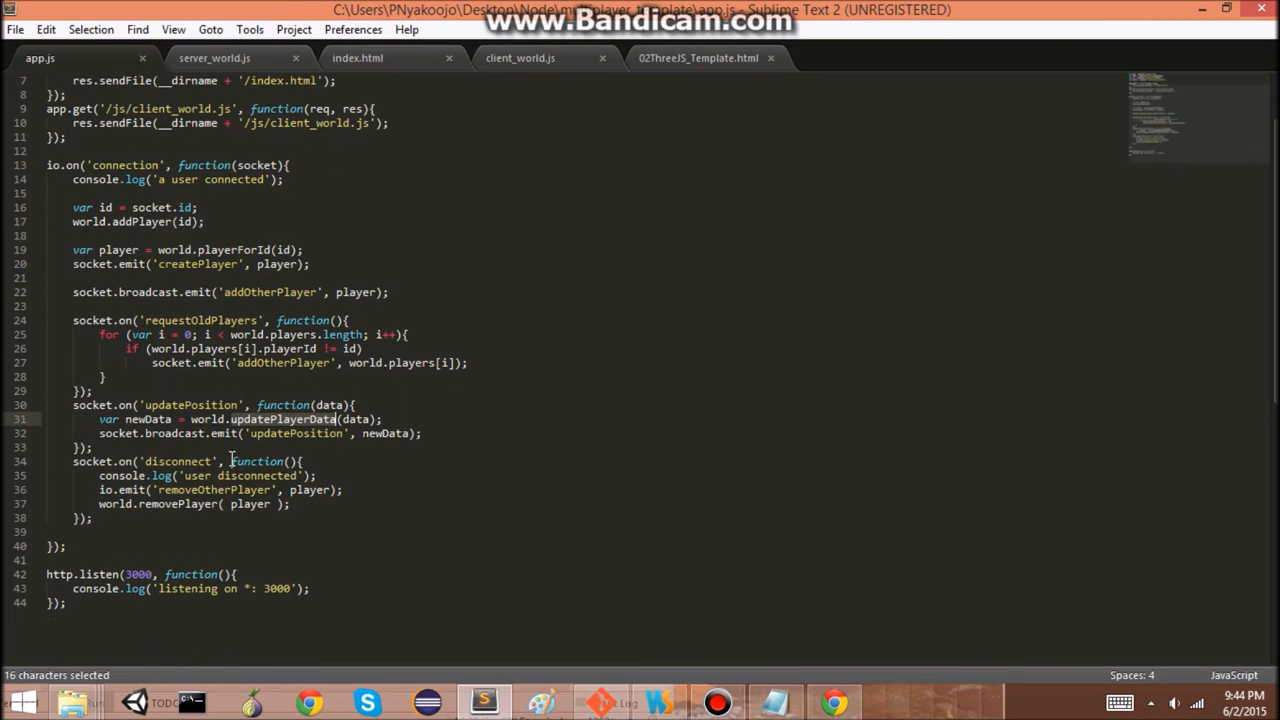 C:\Users\PNyakoojo\Desktop\Node\multiplayer_template\app.js - Sublime Text 2 (UNREGISTERED)
www.Bandicam.com
File Edit Selection Find View Goto Tools Project Preferences Help
app.js server_world.js index.html client_world.js 02ThreeJS_Template.html
7 res.sendFile(__dirname + '/index.html');
8 });
9 app.get('/js/client_world.js', function(req, res){
10 res.sendFile(__dirname + '/js/client_world.js');
11 });
12
13 io.on('connection', function(socket){
14 console.log('a user connected');
15
16 var id = socket.id;
17 world.addPlayer(id);
18
19 var player = world.playerForId(id);
20 socket.emit('createPlayer', player);
21
22 socket.broadcast.emit('addOtherPlayer', player);
23
24 socket.on('requestOldPlayers', function(){
25 for (var i = 0; i < world.players.length; i++){
26 if (world.players[i].playerId != id)
27 socket.emit('addOtherPlayer', world.players[i]);
28 }
29 });
30 socket.on('updatePosition', function(data){
31 var newData = world.updatePlayerData(data);
32 socket.broadcast.emit('updatePosition', newData);
33 });
34 socket.on('disconnect', function(){
35 console.log('user disconnected');
36 io.emit('removeOtherPlayer', player);
37 world.removePlayer( player );
38 });
39
40 });
41
42 http.listen(3000, function(){
43 console.log('listening on *: 3000');
44 });
16 characters selected Spaces: 4 JavaScript
9:44 PM
6/2/2015